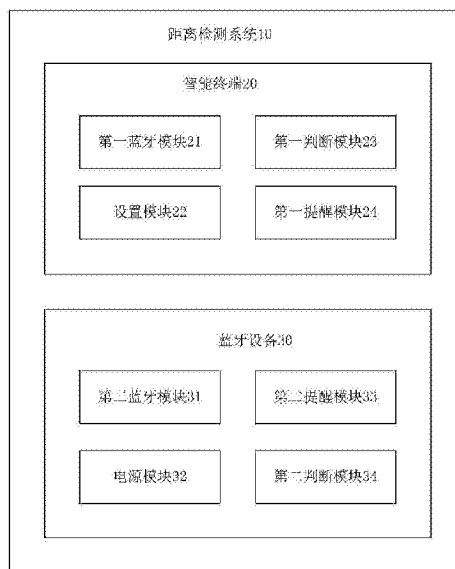 距离检测系统10
智能终端20
第一蓝牙模块21
第一判断模块23
设置模块22
第一提醒模块24
蓝牙设备30
第二蓝牙模块31
第二提醒模块33
电源模块32
第二判断模块34